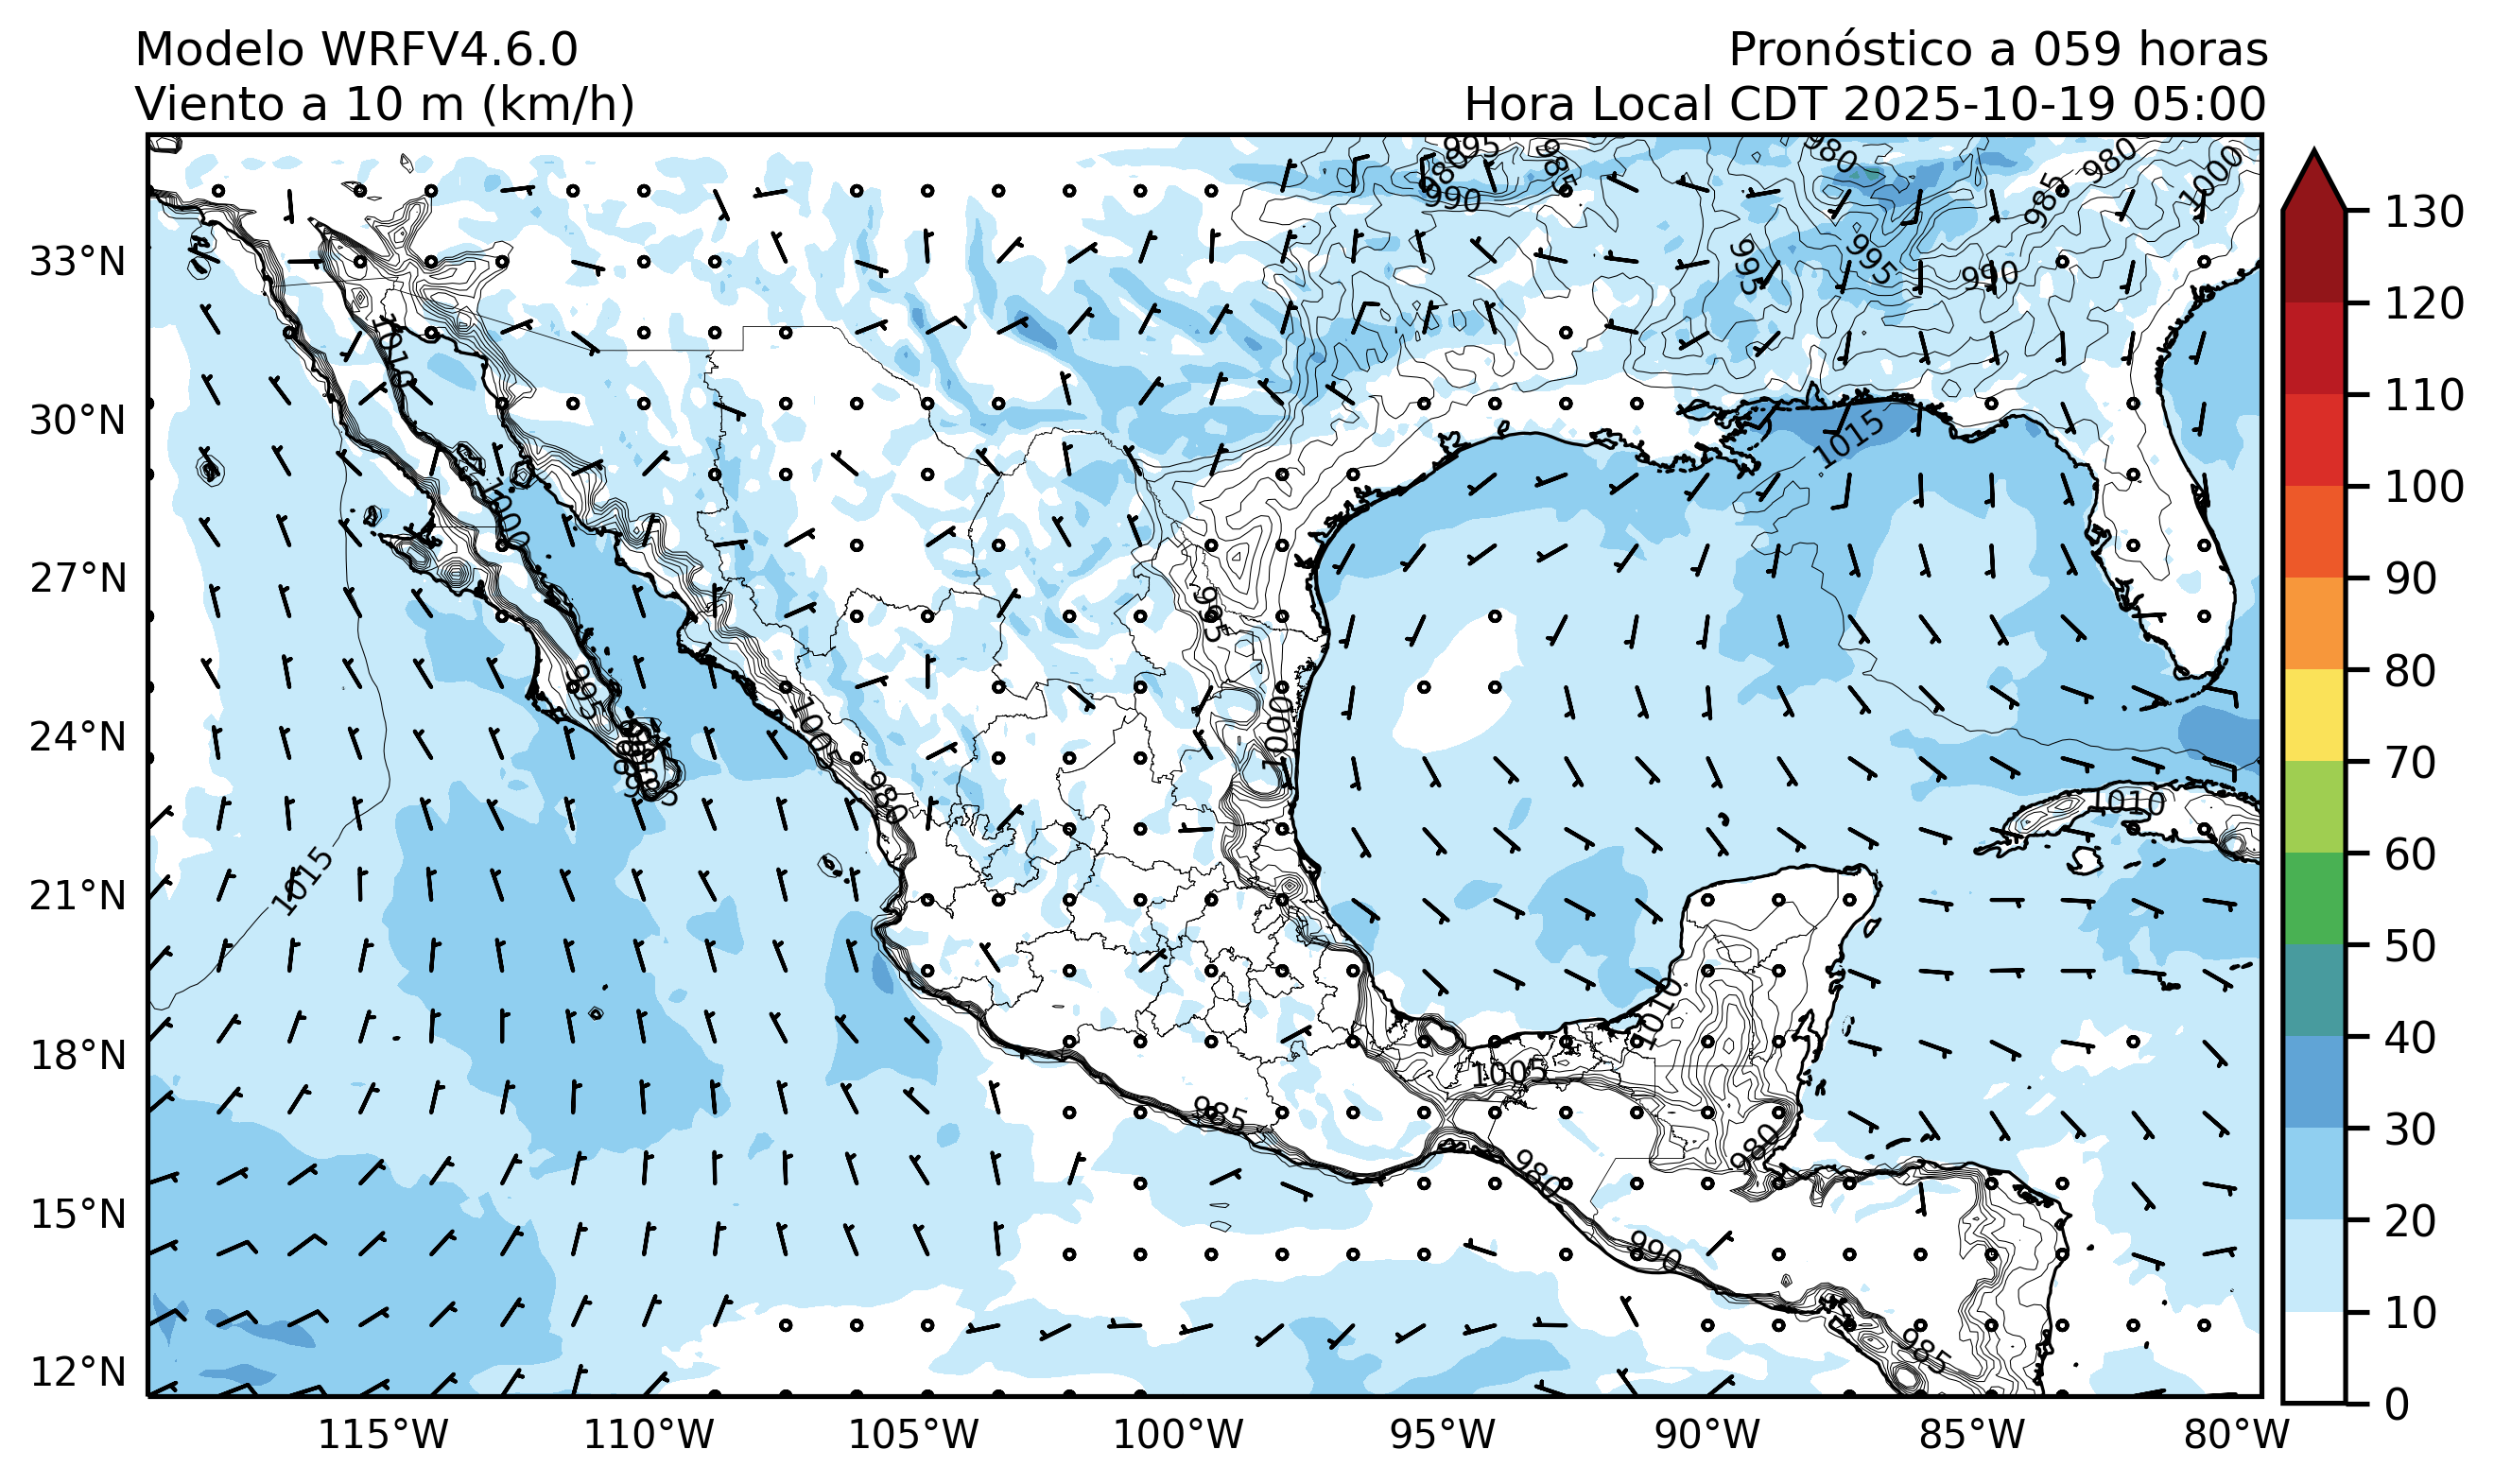 Modelo WRFV4.6.0
Viento a 10 m (km/h)
Pronóstico a 059 horas
Hora Local CDT 2025-10-19 05:00
33°N
30°N
27°N
24°N
21°N
18°N
15°N
12°N
115°W
110°W
105°W
100°W
95°W
90°W
85°W
80°W
130
120
110
100
90
80
70
60
50
40
30
20
10
0
995
980
985
990
980
980
1000
985
995
995
990
1010
1015
1000
995
995
1000
1005
980
1010
1015
1010
1005
985
980
980
990
985